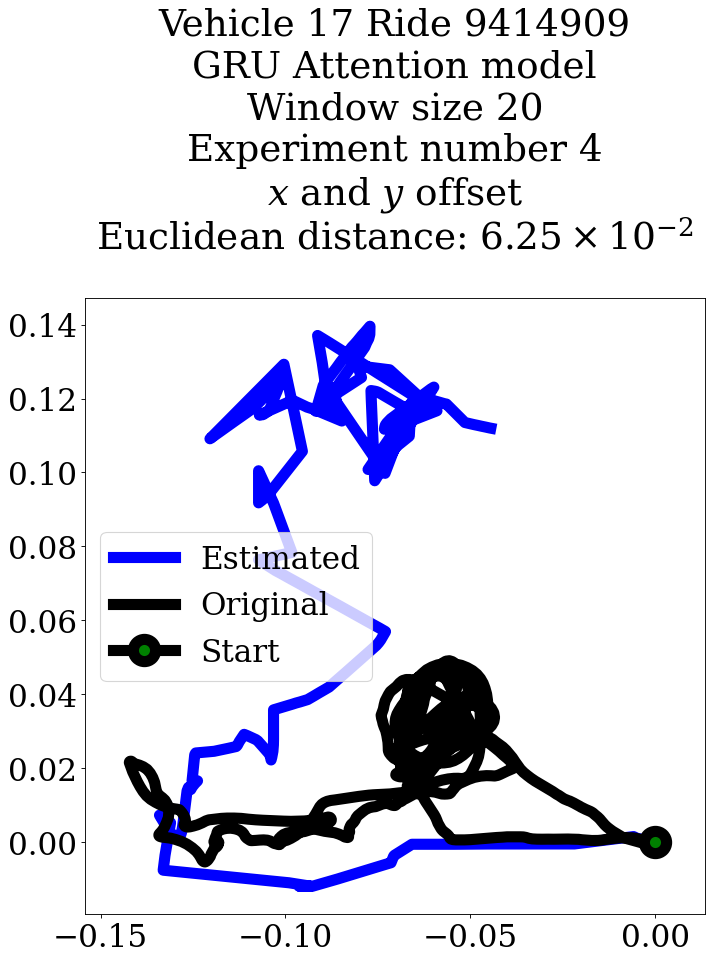 Vehicle 17 Ride 9414909
GRU Attention model
Window size 20
Experiment number 4
x and y offset
Euclidean distance: 6.25 × 10⁻²
0.14
0.12
0.10
0.08
0.06
0.04
0.02
0.00
Estimated
Original
Start
−0.15 −0.10 −0.05 0.00